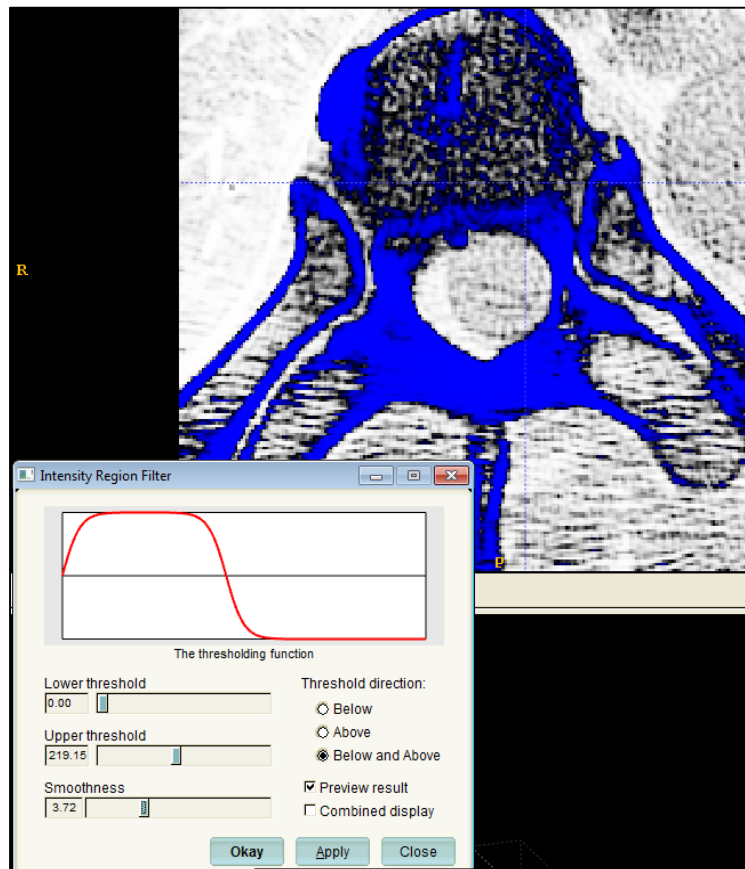 R
P
Intensity Region Filter
The thresholding function
Lower threshold
0.00
Upper threshold
219.15
Smoothness
3.72
Threshold direction:
Below
Above
Below and Above
Preview result
Combined display
Okay
Apply
Close